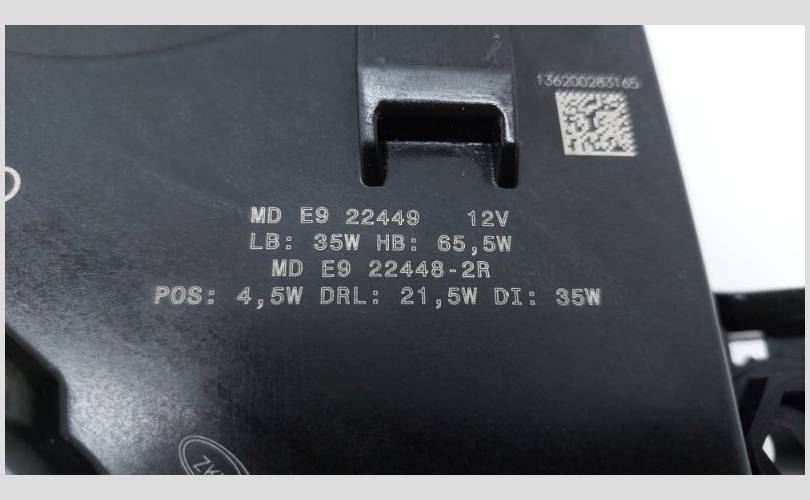 136200283165
MD E9 22449 12V
LB: 35W HB: 65,5W
MD E9 22448-2R
POS: 4,5W DRL: 21,5W DI: 35W